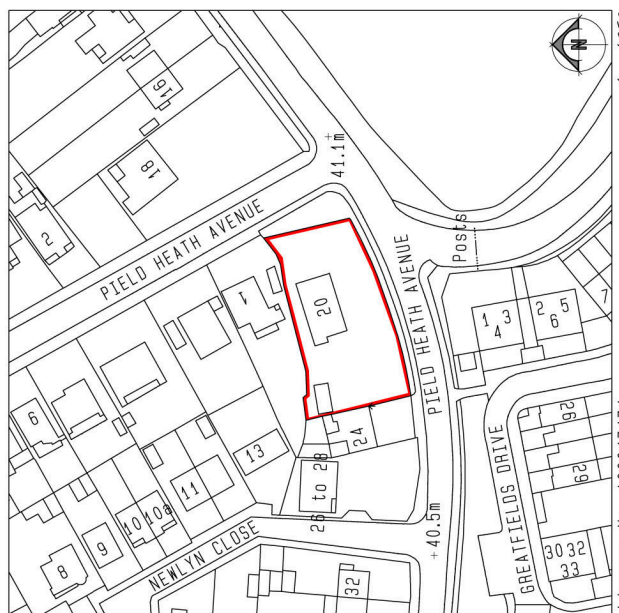 N
16
18
41.1m
2
PIELD HEATH AVENUE
1
20
PIELD HEATH AVENUE
Posts
1 3
4
2 5
6
7
6
13
24
26 to 28
11
10 10a
9
8
NEWLYN CLOSE
40.5m
32
GREATFIELDS DRIVE
26
29
30 32
33